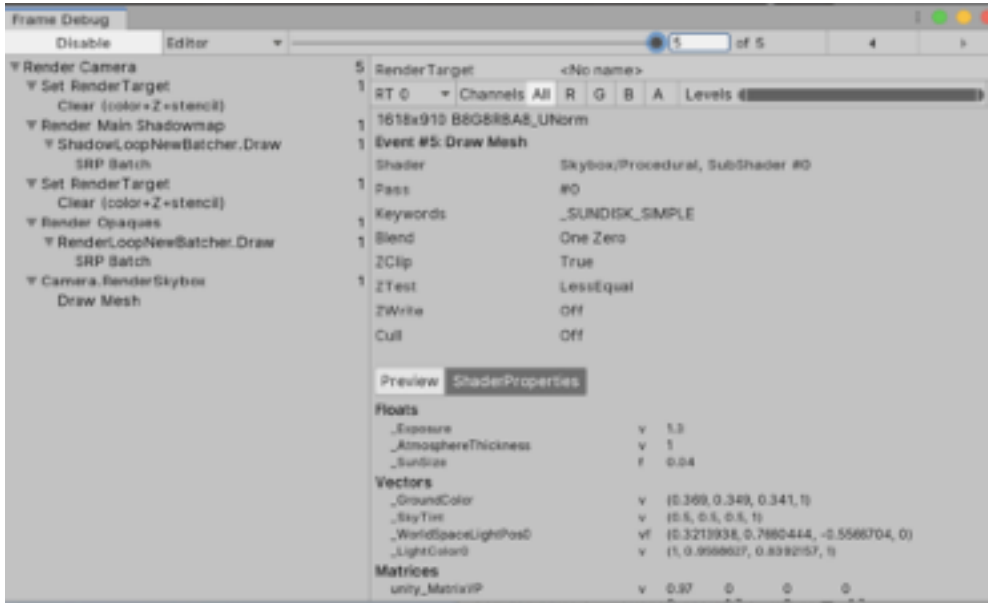 Frame Debug
Disable Editor 5 of 5
Render Camera 5
Set RenderTarget 1
Clear (color+Z+stencil)
Render Main Shadowmap 1
ShadowLoopNewBatcher.Draw 1
SRP Batch
Set RenderTarget 1
Clear (color+Z+stencil)
Render Opaques 1
RenderLoopNewBatcher.Draw 1
SRP Batch
Camera.RenderSkybox 1
Draw Mesh
RenderTarget <No name>
RT 0 Channels All R G B A Levels
1618x910 B8G8R8A8_UNorm
Event #5: Draw Mesh
Shader Skybox/Procedural, SubShader #0
Pass #0
Keywords _SUNDISK_SIMPLE
Blend One Zero
ZClip True
ZTest LessEqual
ZWrite Off
Cull Off
Preview ShaderProperties
Floats
_Exposure v 1.3
_AtmosphereThickness v 1
_SunSize f 0.04
Vectors
_GroundColor v (0.369, 0.349, 0.341, 1)
_SkyTint v (0.5, 0.5, 0.5, 1)
_WorldSpaceLightPos0 vf (0.3213938, 0.7660444, -0.5566704, 0)
_LightColor0 v (1, 0.9568627, 0.8392157, 1)
Matrices
unity_MatrixVP v 0.97 0 0 0